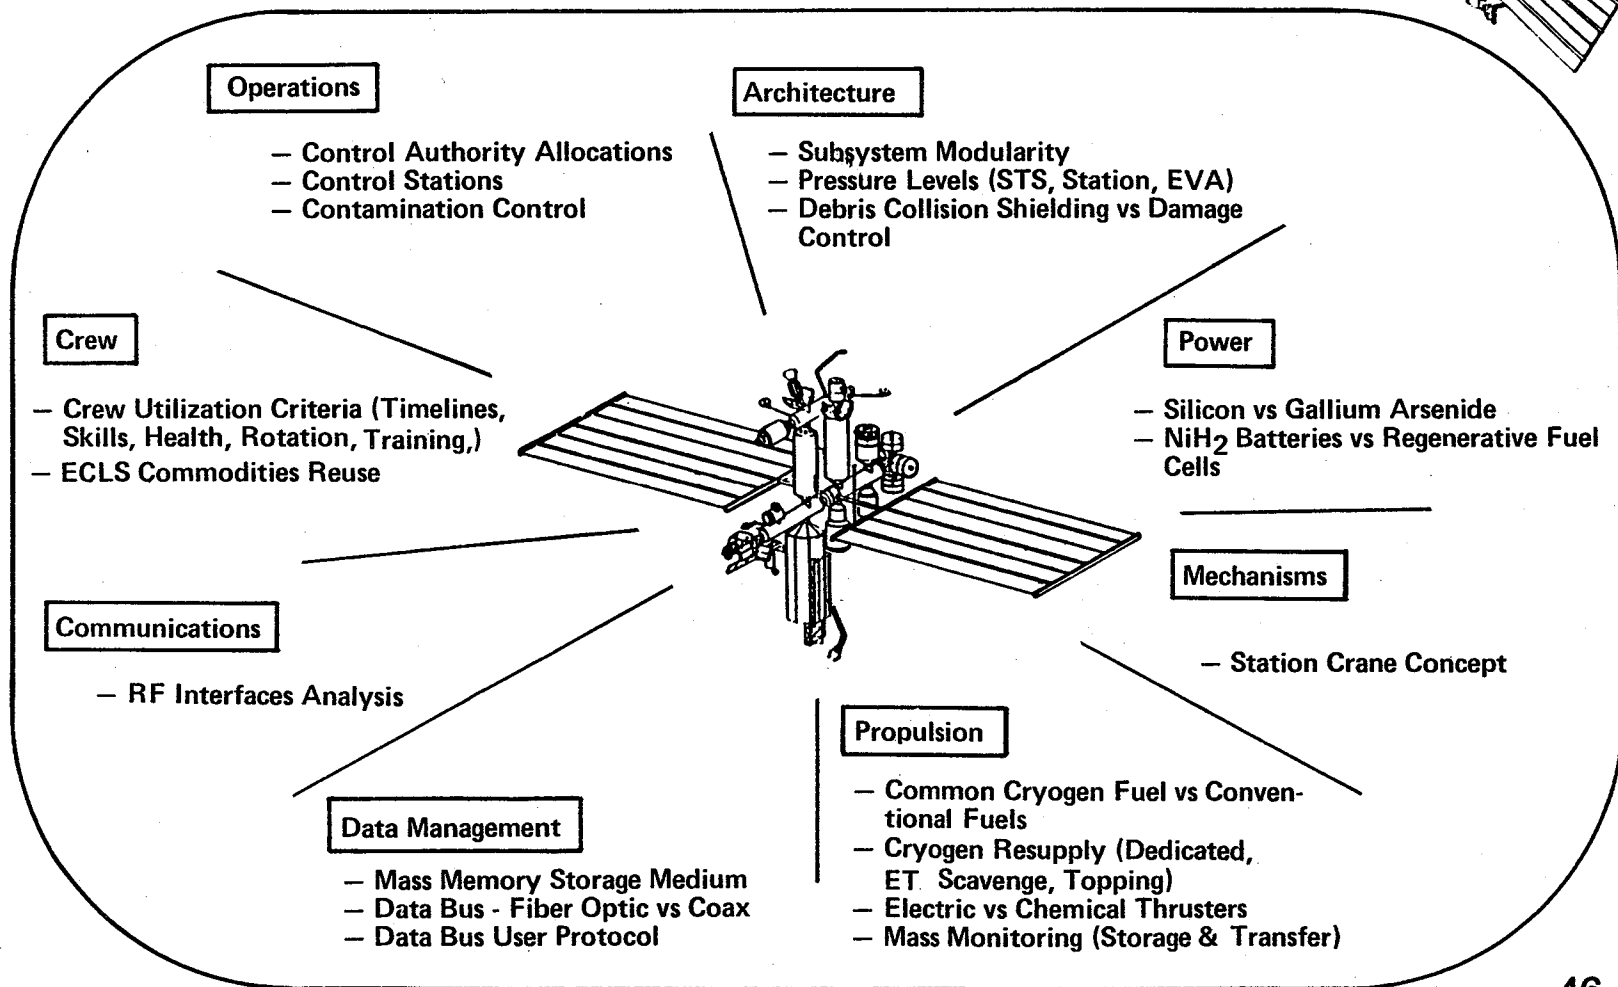 Operations
— Control Authority Allocations
— Control Stations
— Contamination Control
Architecture
— Subsystem Modularity
— Pressure Levels (STS, Station, EVA)
— Debris Collision Shielding vs Damage
Control
Crew
— Crew Utilization Criteria (Timelines,
Skills, Health, Rotation, Training,)
— ECLS Commodities Reuse
Power
— Silicon vs Gallium Arsenide
— NiH2 Batteries vs Regenerative Fuel
Cells
Communications
— RF Interfaces Analysis
Mechanisms
— Station Crane Concept
Data Management
— Mass Memory Storage Medium
— Data Bus - Fiber Optic vs Coax
— Data Bus User Protocol
Propulsion
— Common Cryogen Fuel vs Conven-
tional Fuels
— Cryogen Resupply (Dedicated,
ET Scavenge, Topping)
— Electric vs Chemical Thrusters
— Mass Monitoring (Storage & Transfer)